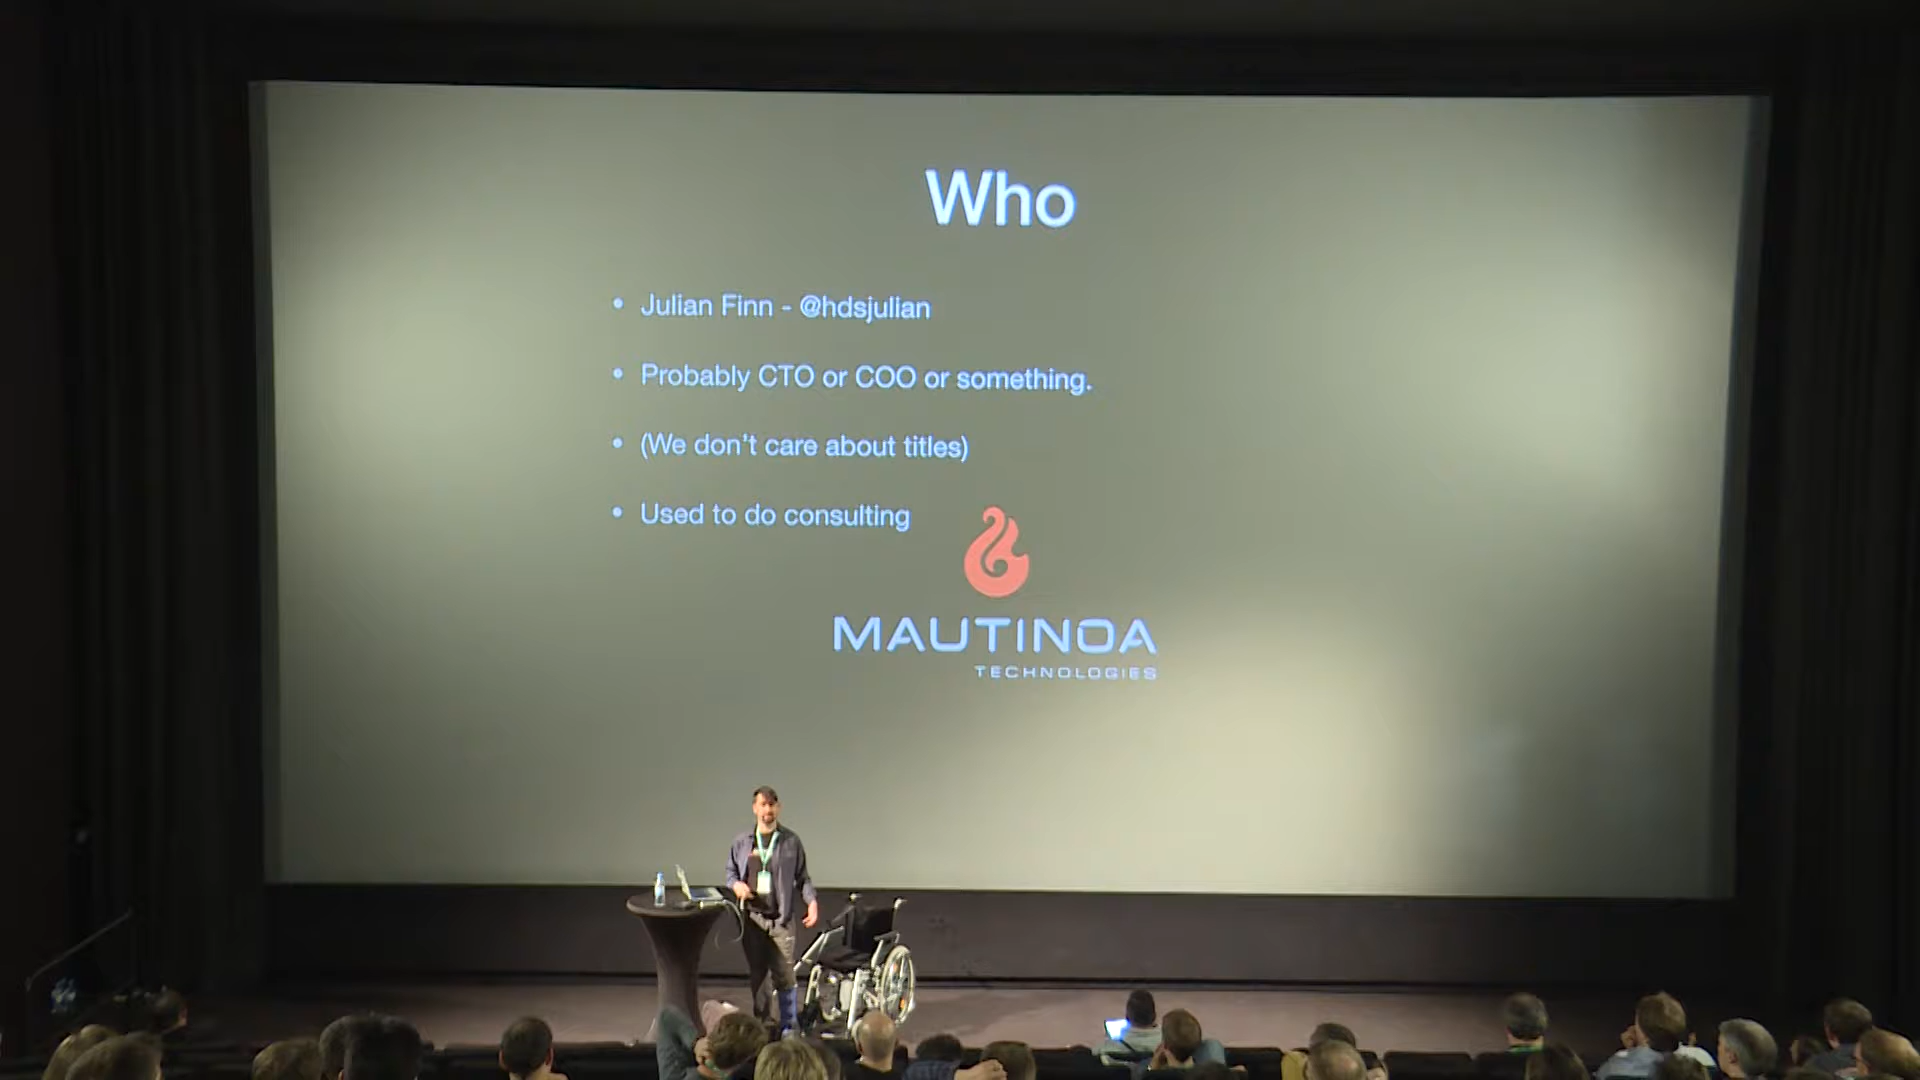 Who
• Julian Finn - @hdsjulian
• Probably CTO or COO or something.
• (We don't care about titles)
• Used to do consulting
MAUTINOA
TECHNOLOGIES